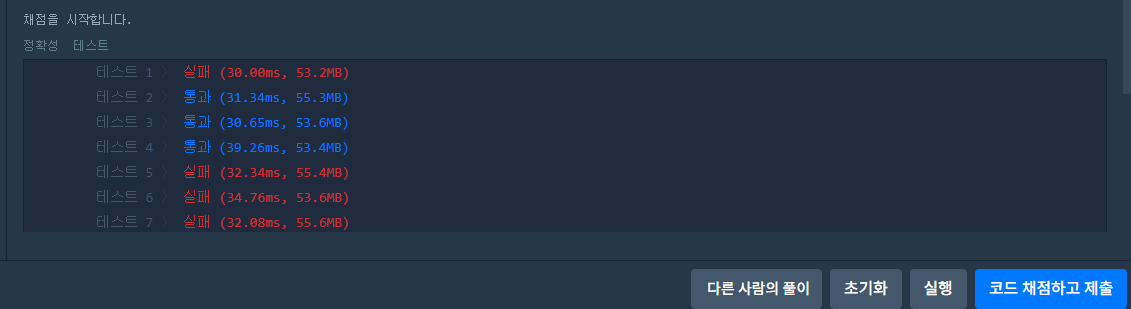 채점을 시작합니다.
정확성 테스트
테스트 1 〉 실패 (30.00ms, 53.2MB)
테스트 2 〉 통과 (31.34ms, 55.3MB)
테스트 3 〉 통과 (30.65ms, 53.6MB)
테스트 4 〉 통과 (39.26ms, 53.4MB)
테스트 5 〉 실패 (32.34ms, 55.4MB)
테스트 6 〉 실패 (34.76ms, 53.6MB)
테스트 7 〉 실패 (32.08ms, 55.6MB)
다른 사람의 풀이 초기화 실행 코드 채점하고 제출